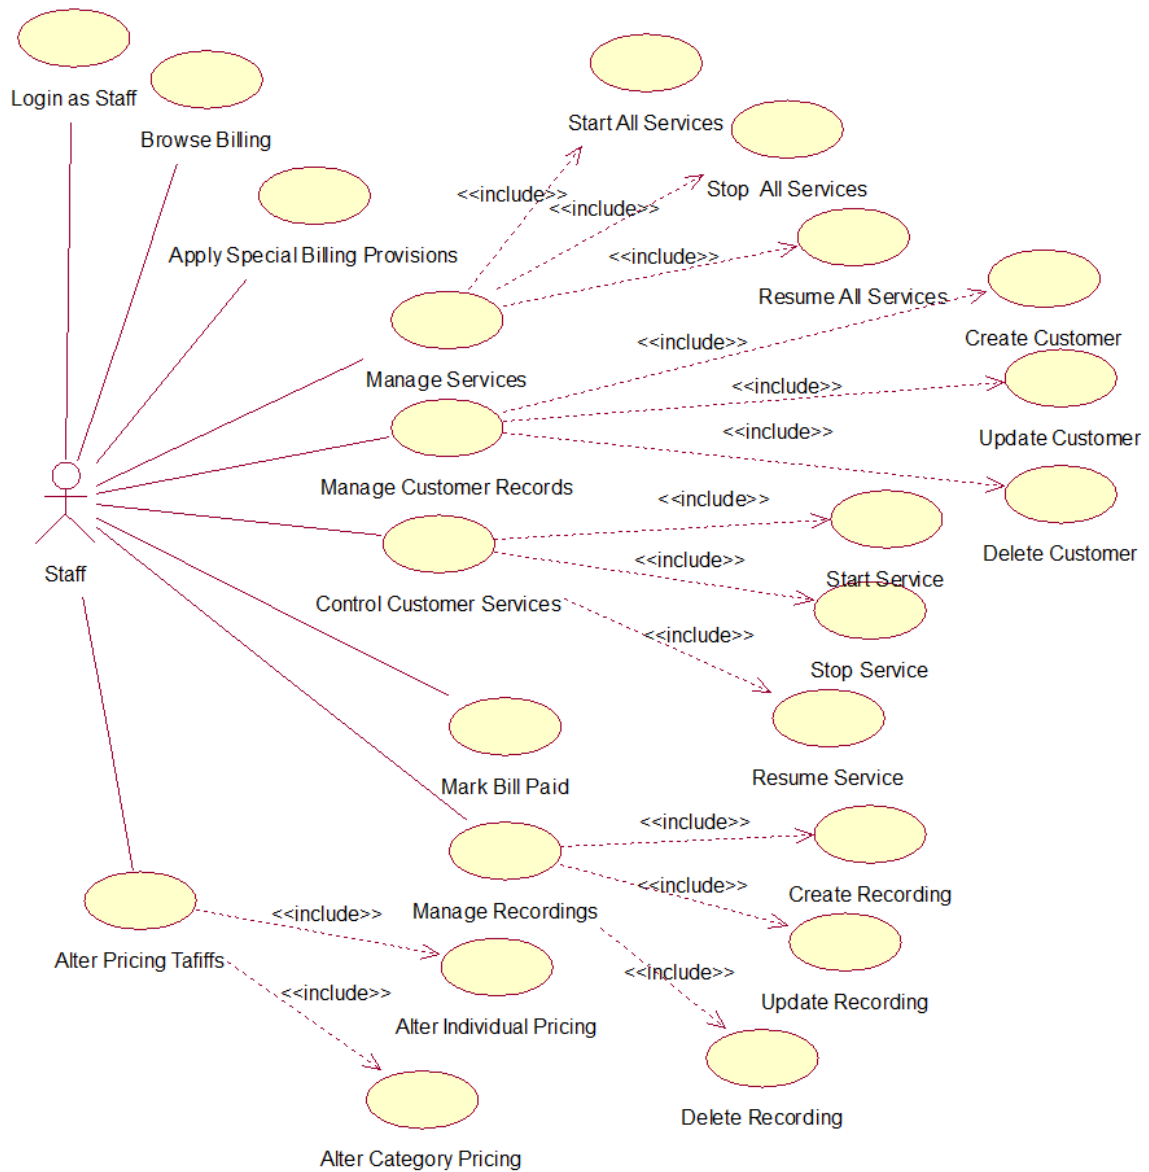 Login as Staff
Browse Billing
Start All Services
<<include>>
Stop  All Services
<<include>>
Apply Special Billing Provisions
<<include>>
Resume All Services
Create Customer
<<include>>
Manage Services
<<include>>
Update Customer
<<include>>
Manage Customer Records
<<include>>
Delete Customer
Staff
<<include>>
Start Service
Control Customer Services
<<include>>
Stop Service
Resume Service
Mark Bill Paid
<<include>>
Create Recording
<<include>>
Manage Recordings
<<include>>
Alter Pricing Tafiffs
<<include>>
Update Recording
<<include>>
Alter Individual Pricing
Delete Recording
Alter Category Pricing